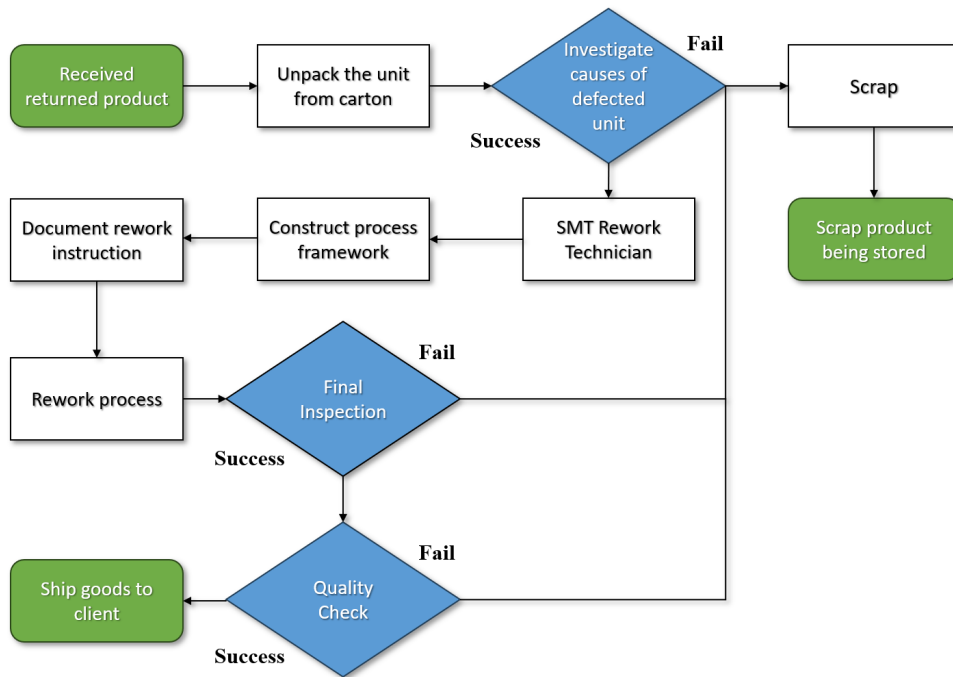 Received
returned product
Unpack the unit
from carton
Investigate
causes of
defected
unit
Fail
Scrap
Success
Document rework
instruction
Construct process
framework
SMT Rework
Technician
Scrap product
being stored
Rework process
Final
Inspection
Fail
Success
Ship goods to
client
Quality
Check
Fail
Success